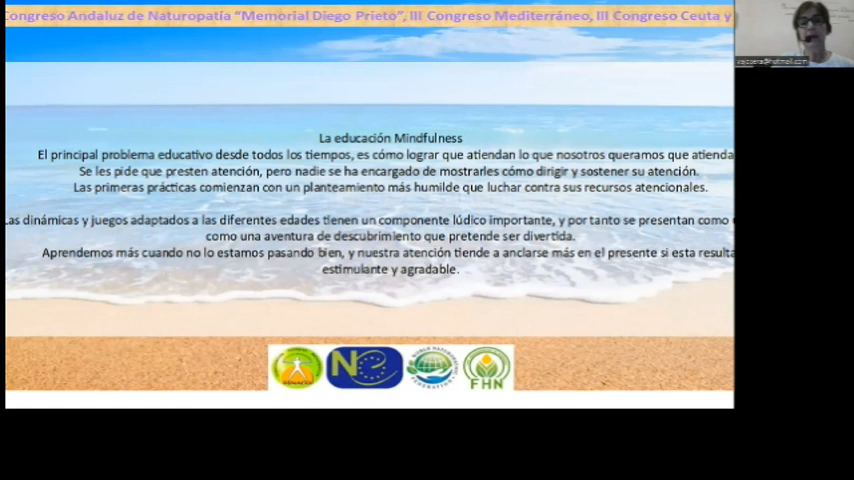 Congreso Andaluz de Naturopatía "Memorial Diego Prieto", III Congreso Mediterráneo, III Congreso Ceuta y
La educación Mindfulness
El principal problema educativo desde todos los tiempos, es cómo lograr que atiendan lo que nosotros queramos que atienda
Se les pide que presten atención, pero nadie se ha encargado de mostrarles cómo dirigir y sostener su atención.
Las primeras prácticas comienzan con un planteamiento más humilde que luchar contra sus recursos atencionales.
Las dinámicas y juegos adaptados a las diferentes edades tienen un componente lúdico importante, y por tanto se presentan como
como una aventura de descubrimiento que pretende ser divertida.
Aprendemos más cuando no lo estamos pasando bien, y nuestra atención tiende a anclarse más en el presente si esta resulta
estimulante y agradable.
FHN